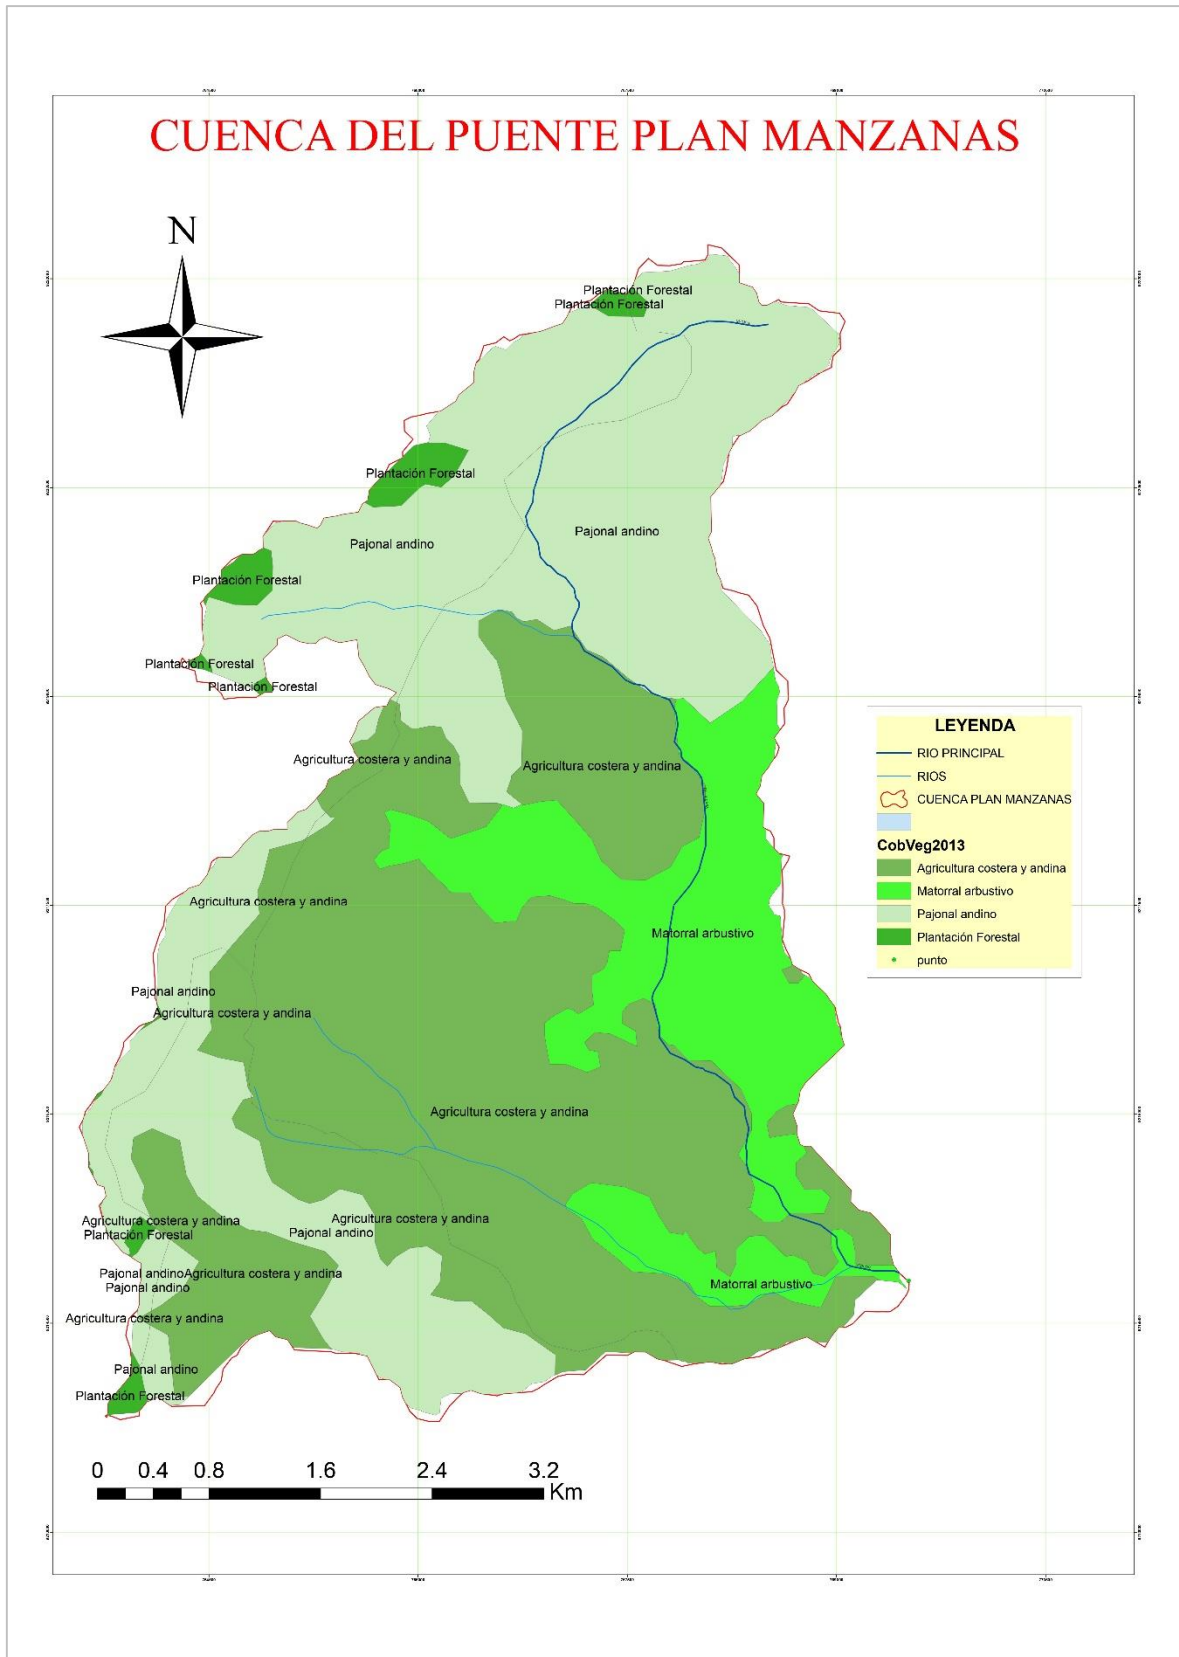 CUENCA DEL PUENTE PLAN MANZANAS
N
Plantación Forestal
Plantación Forestal
Plantación Forestal
Pajonal andino
Pajonal andino
Plantación Forestal
Plantación Forestal
Plantación Forestal
Agricultura costera y andina
Agricultura costera y andina
Agricultura costera y andina
Matorral arbustivo
Pajonal andino
Agricultura costera y andina
Agricultura costera y andina
Agricultura costera y andina
Agricultura costera y andina
Plantación Forestal
Pajonal andino
Pajonal andino
Agricultura costera y andina
Pajonal andino
Matorral arbustivo
Agricultura costera y andina
Pajonal andino
Plantación Forestal
LEYENDA
RIO PRINCIPAL
RIOS
CUENCA PLAN MANZANAS
CobVeg2013
Agricultura costera y andina
Matorral arbustivo
Pajonal andino
Plantación Forestal
punto
0 0.4 0.8 1.6 2.4 3.2
Km